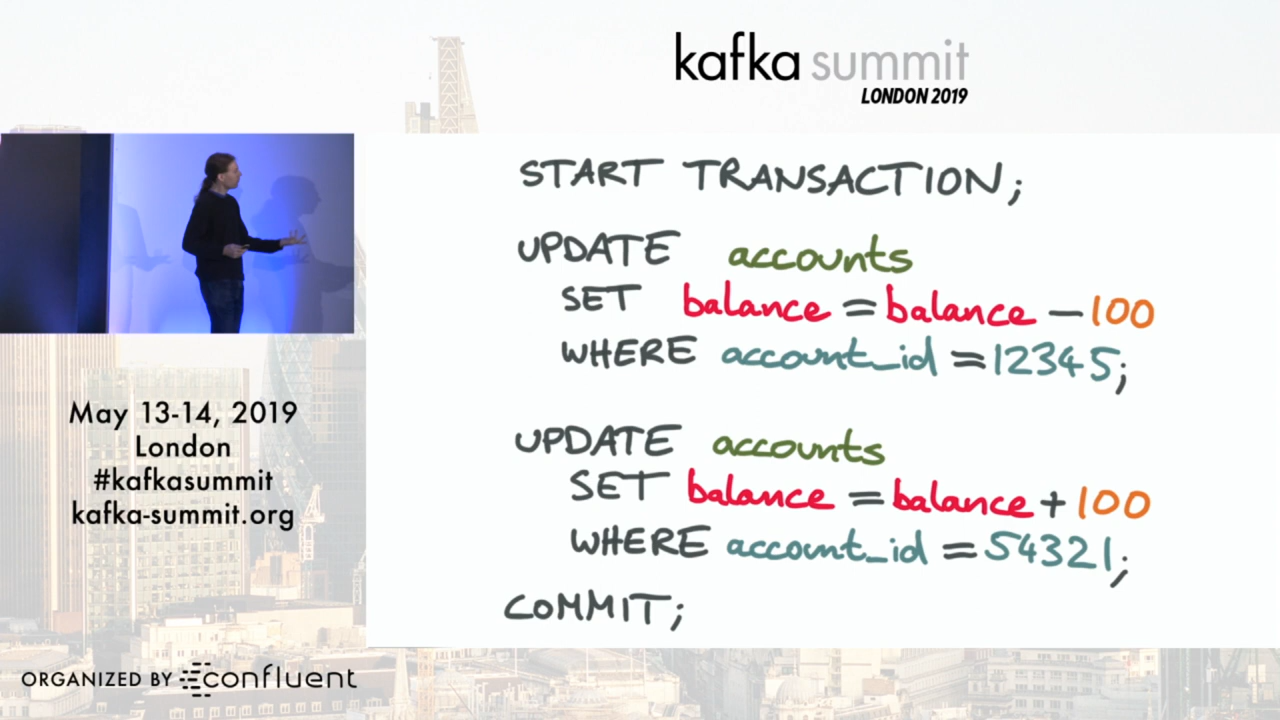 kafka summit
LONDON 2019
START TRANSACTION;
UPDATE accounts
SET balance = balance – 100
WHERE account_id = 12345;
UPDATE accounts
SET balance = balance + 100
WHERE account_id = 54321;
COMMIT;
May 13-14, 2019
London
#kafkasummit
kafka-summit.org
ORGANIZED BY confluent